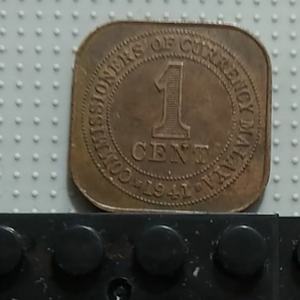 COMMISSIONERS OF CURRENCY MALAYA
1
CENT
· 1941 ·